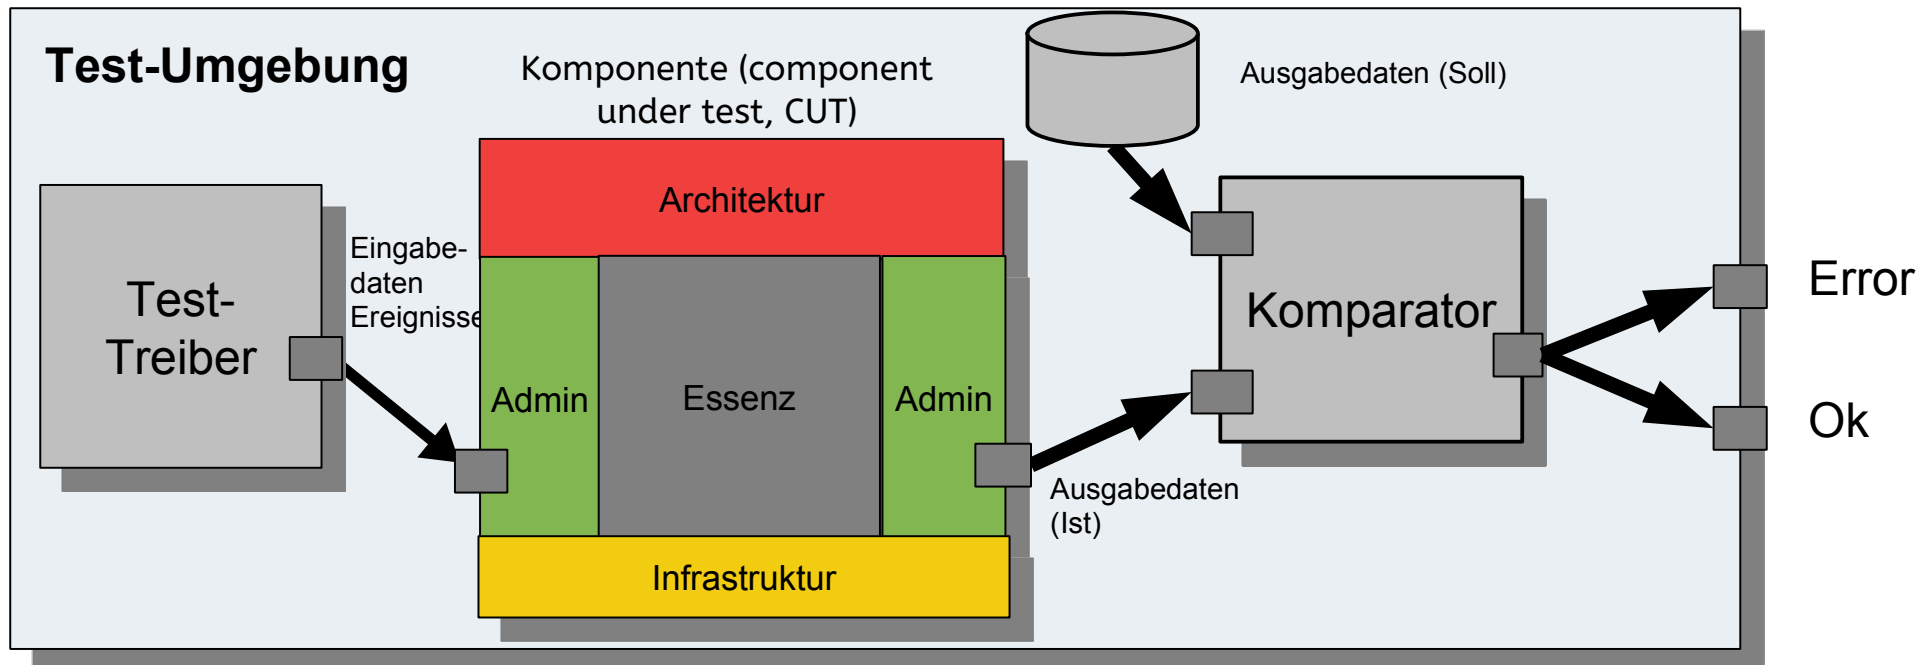 Test-Umgebung
Komponente (component
under test, CUT)
Ausgabedaten (Soll)
Architektur
Eingabe-
daten
Ereignisse
Test-
Treiber
Admin
Essenz
Admin
Komparator
Error
Ok
Ausgabedaten
(Ist)
Infrastruktur